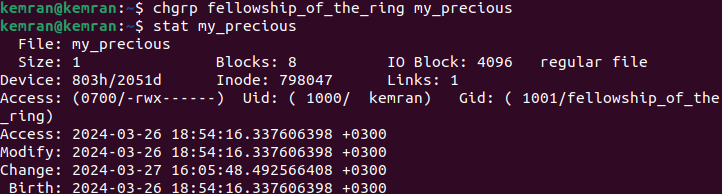 kemran@kemran:~$ chgrp fellowship_of_the_ring my_precious
kemran@kemran:~$ stat my_precious
  File: my_precious
  Size: 1               Blocks: 8          IO Block: 4096   regular file
Device: 803h/2051d      Inode: 798047      Links: 1
Access: (0700/-rwx------)  Uid: ( 1000/  kemran)   Gid: ( 1001/fellowship_of_the
_ring)
Access: 2024-03-26 18:54:16.337606398 +0300
Modify: 2024-03-26 18:54:16.337606398 +0300
Change: 2024-03-27 16:05:48.492566408 +0300
 Birth: 2024-03-26 18:54:16.337606398 +0300